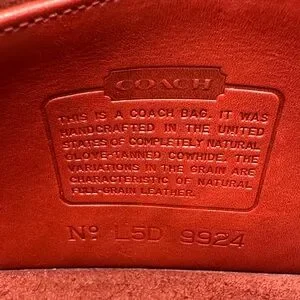 COACH
THIS IS A COACH BAG. IT WAS
HANDCRAFTED IN THE UNITED
STATES OF COMPLETELY NATURAL
GLOVE-TANNED COWHIDE. THE
VARIATIONS IN THE GRAIN ARE
CHARACTERISTIC OF NATURAL
FULL-GRAIN LEATHER.
Nº L5D 9924